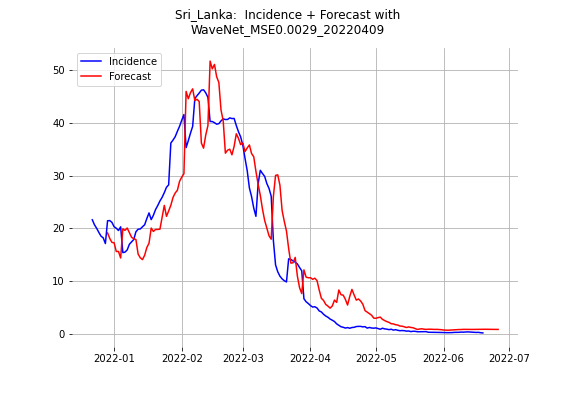 Sri_Lanka:  Incidence + Forecast with
WaveNet_MSE0.0029_20220409
Incidence
Forecast
50
40
30
20
10
0
2022-01 2022-02 2022-03 2022-04 2022-05 2022-06 2022-07